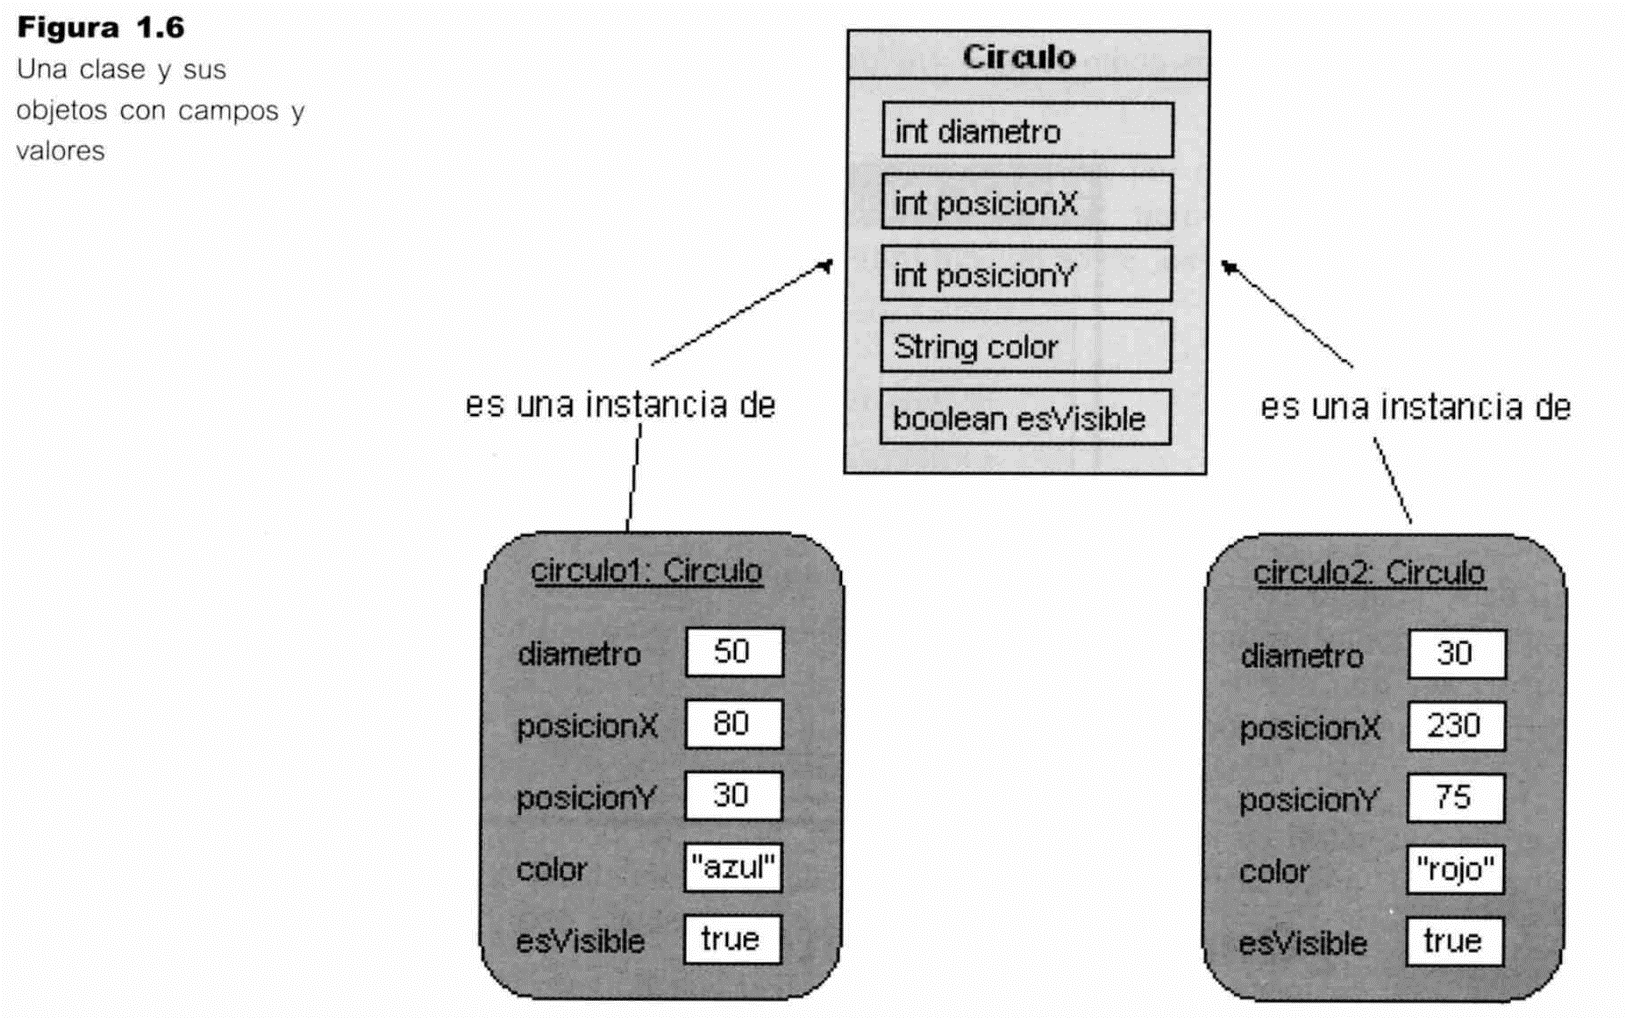 Figura 1.6
Una clase y sus
objetos con campos y
valores
Circulo
int diametro
int posicionX
int posicionY
String color
boolean esVisible
es una instancia de
es una instancia de
circulo1: Circulo
diametro 50
posicionX 80
posicionY 30
color "azul"
esVisible true
circulo2: Circulo
diametro 30
posicionX 230
posicionY 75
color "rojo"
esVisible true